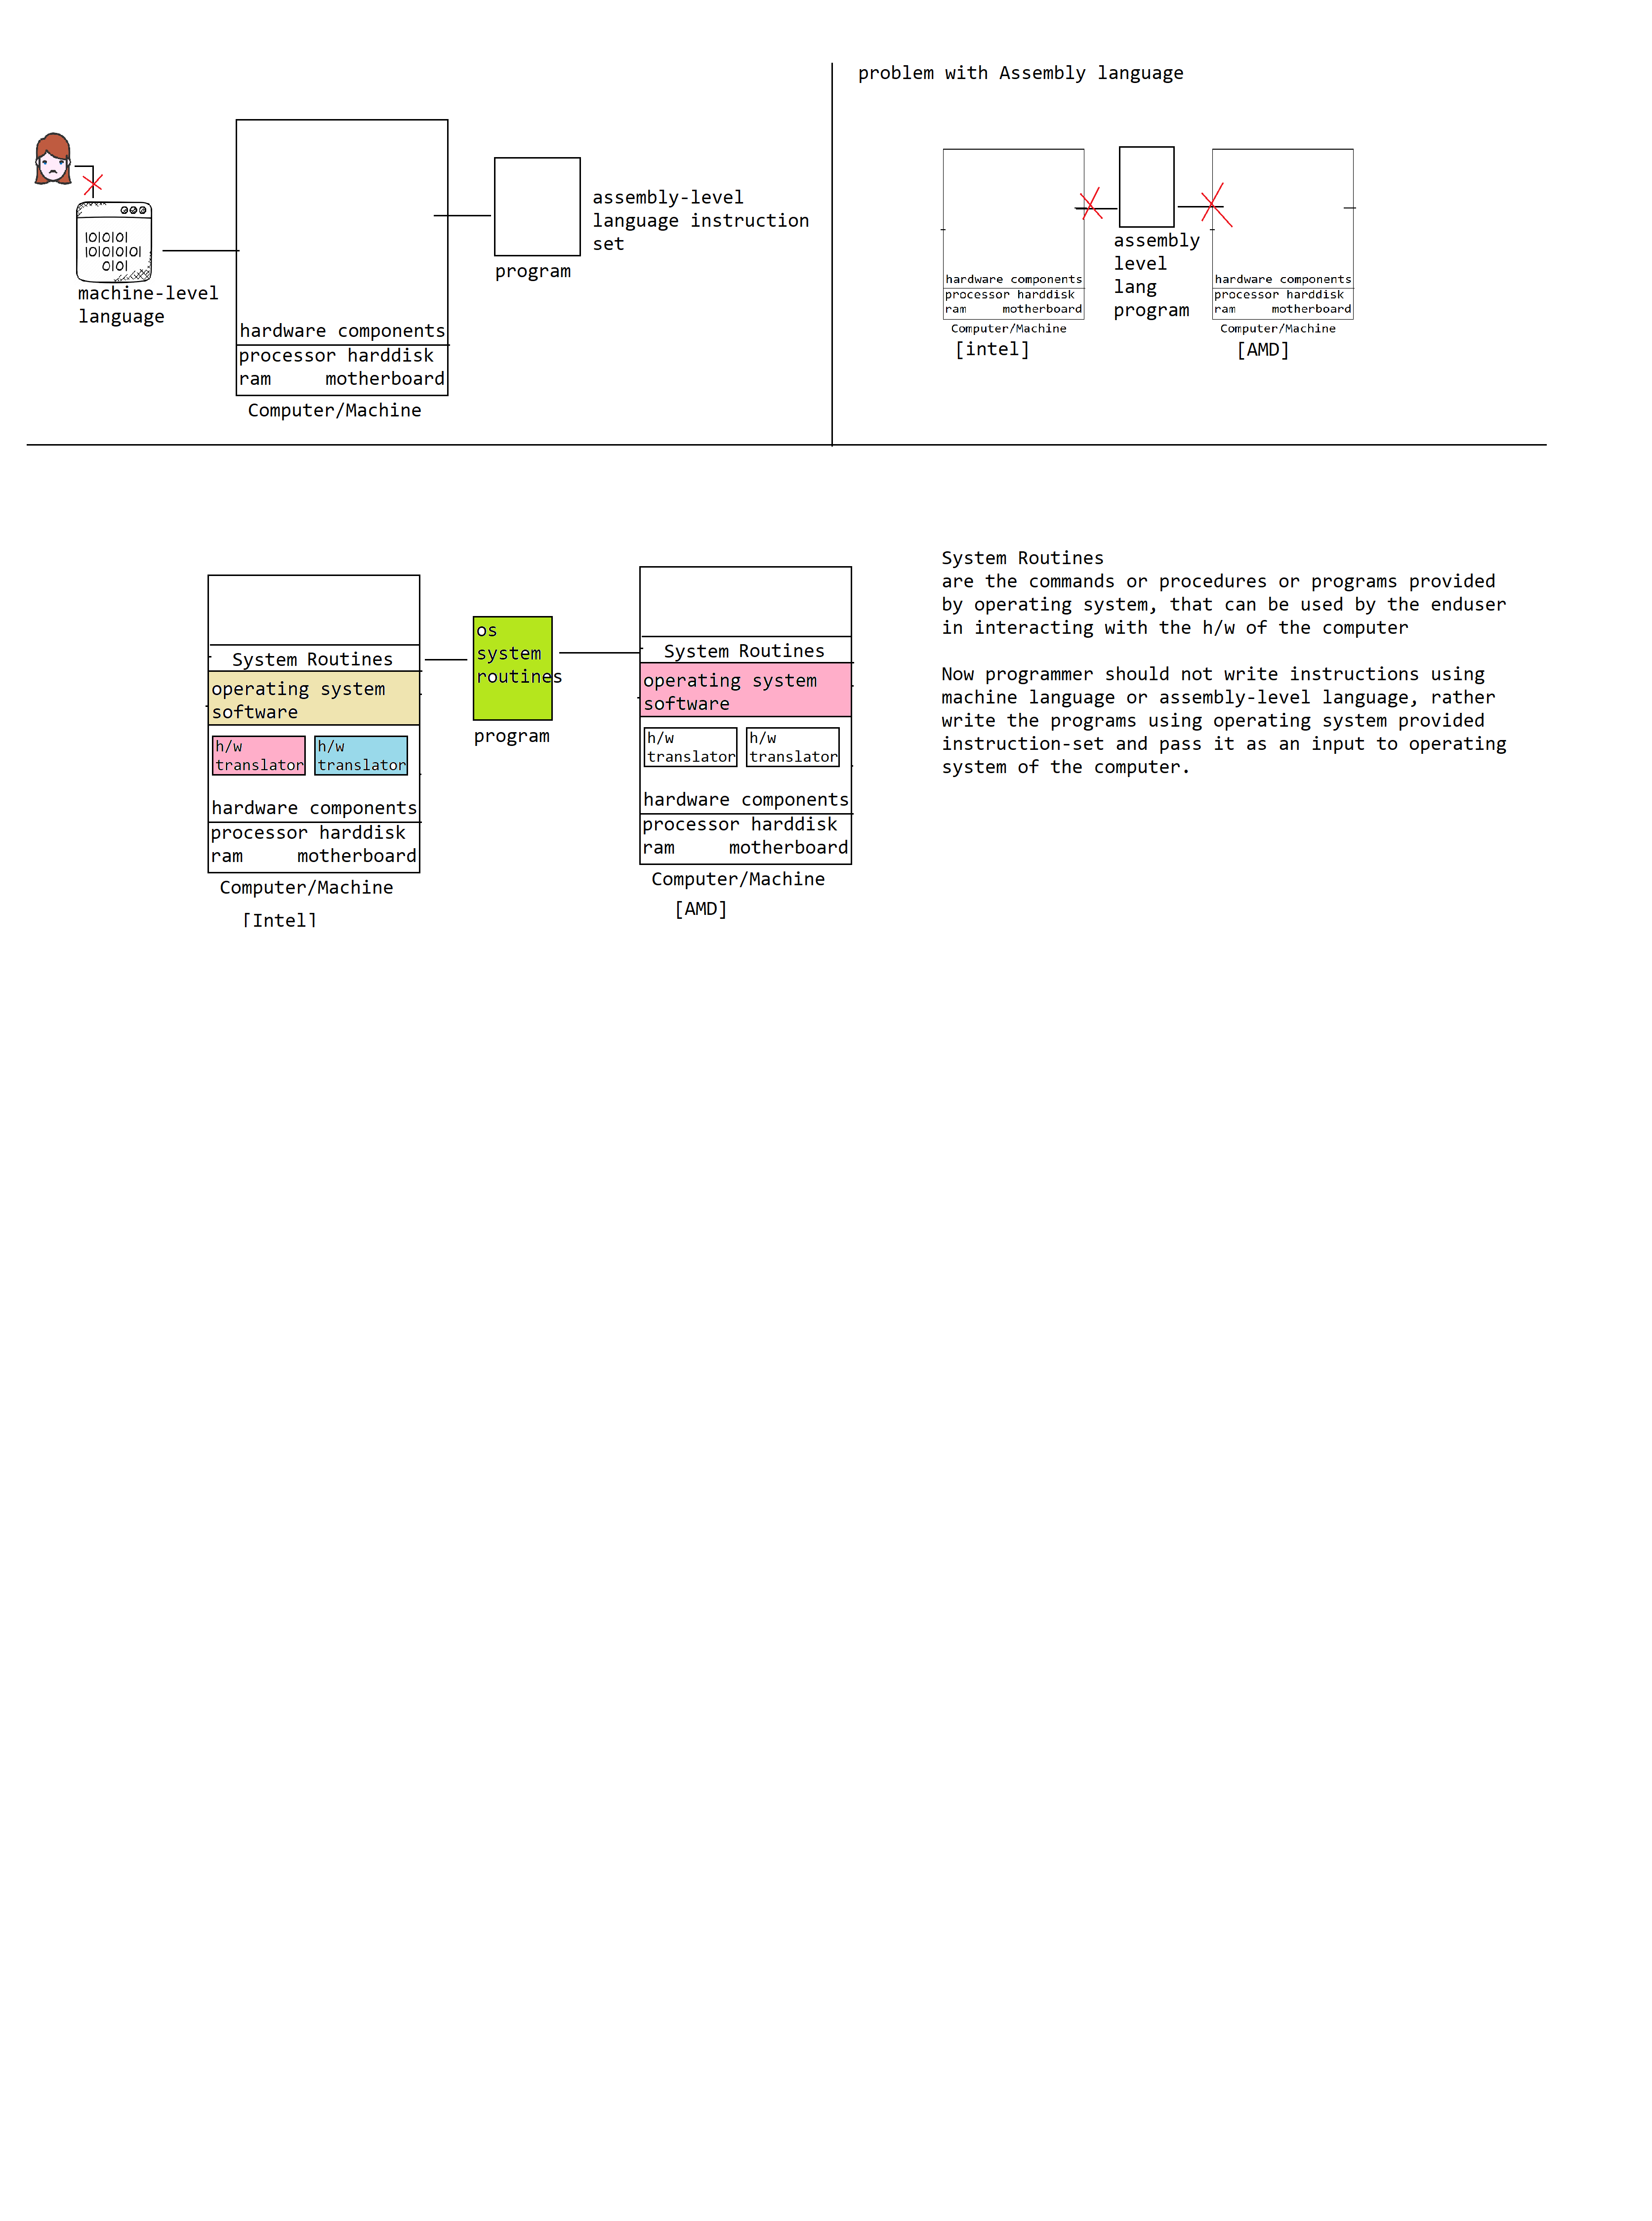 problem with Assembly language
10101
1010101
0101
machine-level
language
hardware components
processor harddisk
ram motherboard
Computer/Machine
program
assembly-level
language instruction
set
hardware components
processor harddisk
ram motherboard
Computer/Machine
[intel]
assembly
level
lang
program
hardware components
processor harddisk
ram motherboard
Computer/Machine
[AMD]
System Routines
operating system
software
h/w
translator
h/w
translator
hardware components
processor harddisk
ram motherboard
Computer/Machine
[Intel]
os
system
routines
program
System Routines
operating system
software
h/w
translator
h/w
translator
hardware components
processor harddisk
ram motherboard
Computer/Machine
[AMD]
System Routines
are the commands or procedures or programs provided
by operating system, that can be used by the enduser
in interacting with the h/w of the computer
Now programmer should not write instructions using
machine language or assembly-level language, rather
write the programs using operating system provided
instruction-set and pass it as an input to operating
system of the computer.